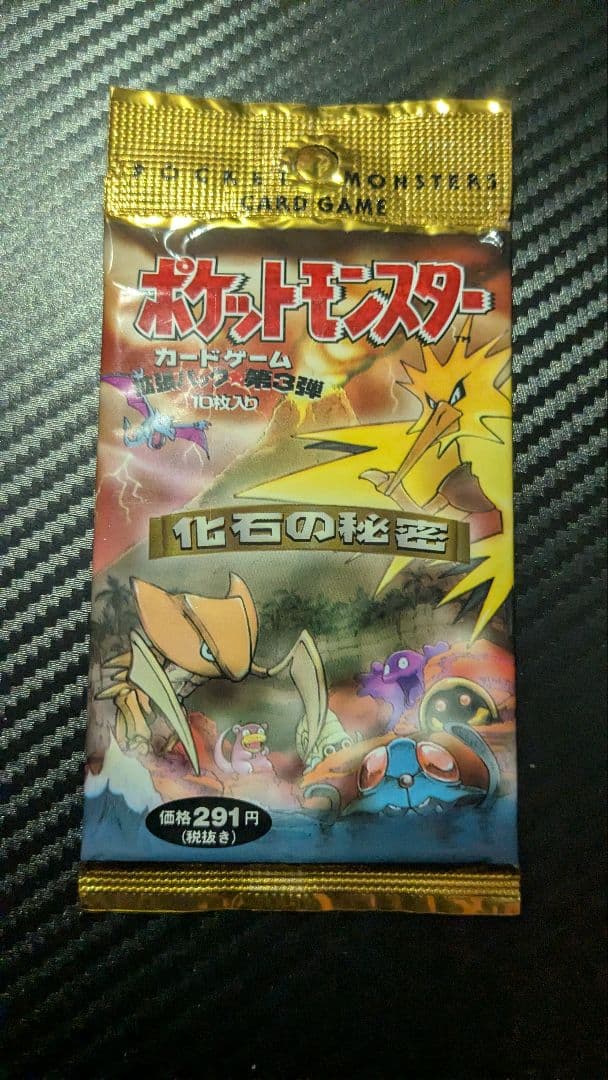 POCKET MONSTERS
CARD GAME
ポケットモンスター
TM
カードゲーム
拡張パック★第3弾
10枚入り
化石の秘密
価格291円
(税抜き)